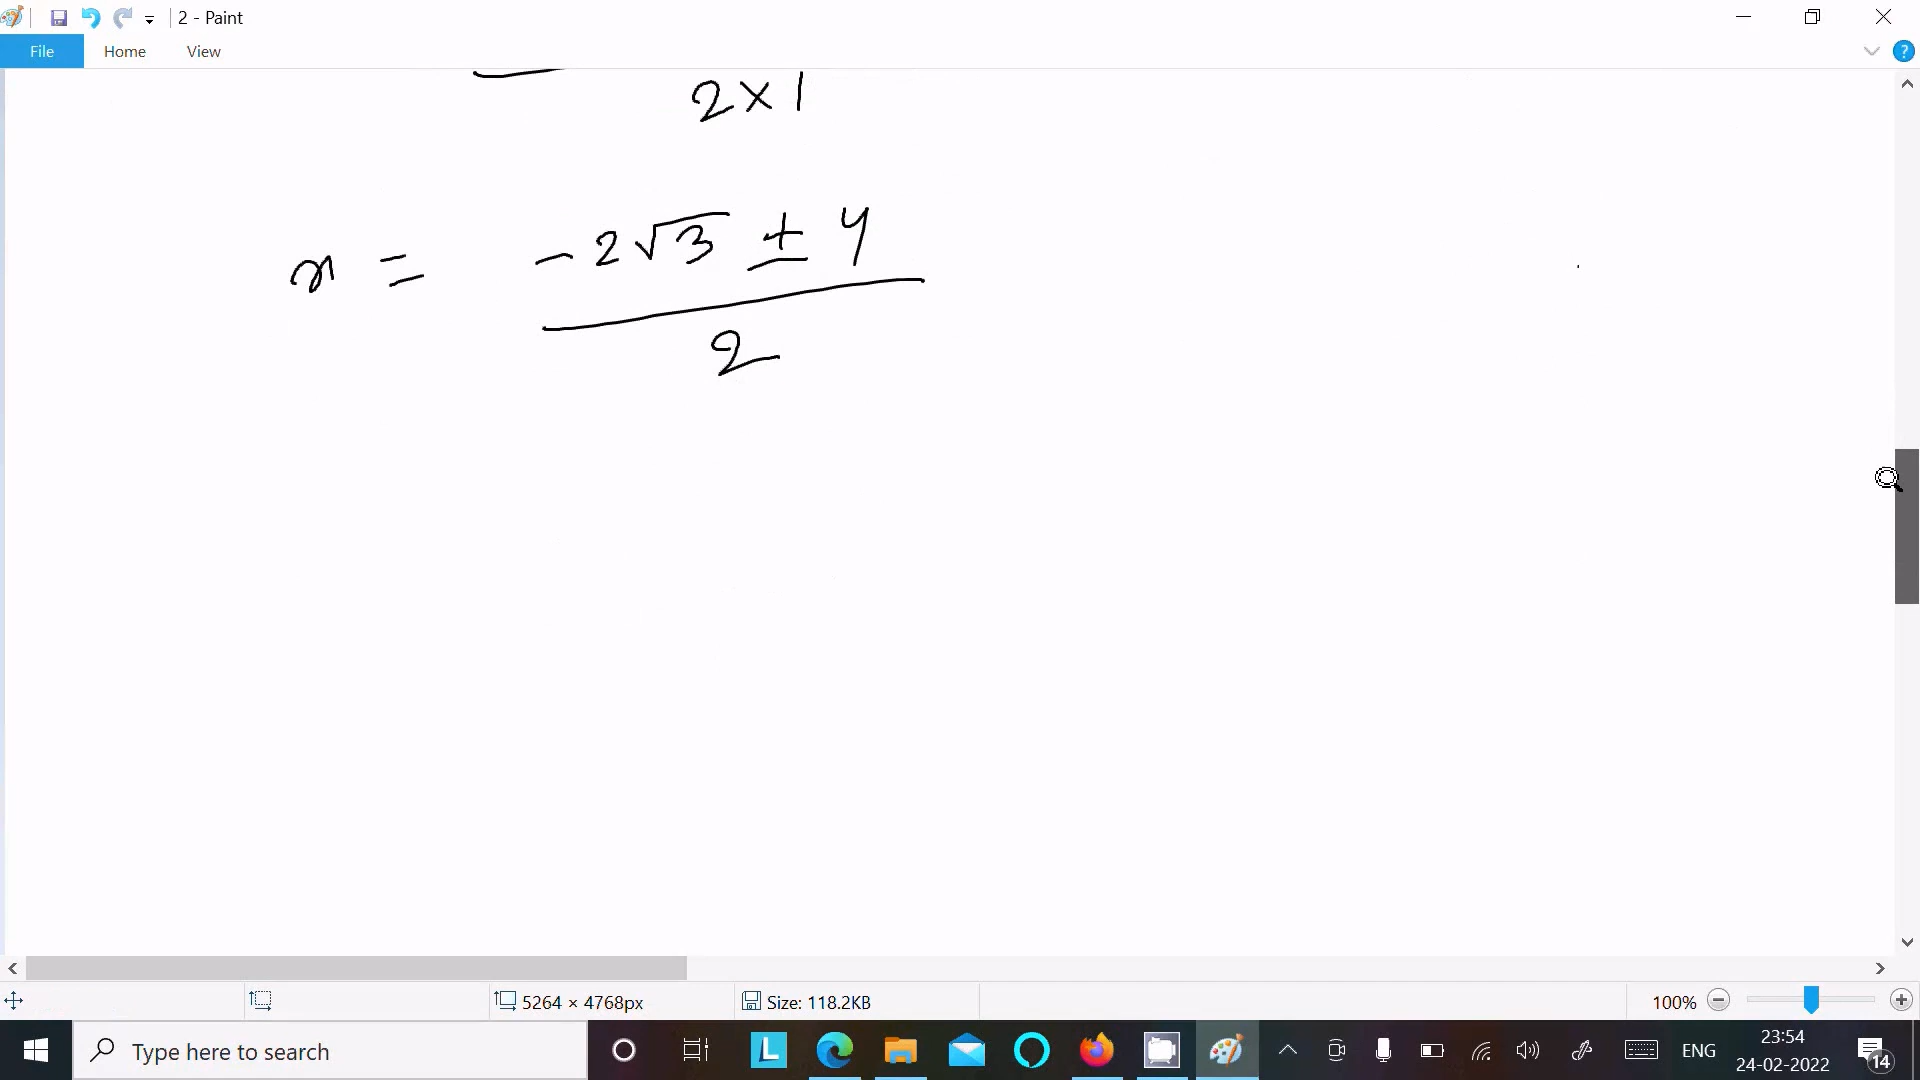 2 - Paint
File Home View
2 × 1
x = (-2√3 ± 4) / 2
5264 × 4768px Size: 118.2KB 100%
Type here to search
L
ENG
23:54
24-02-2022
14